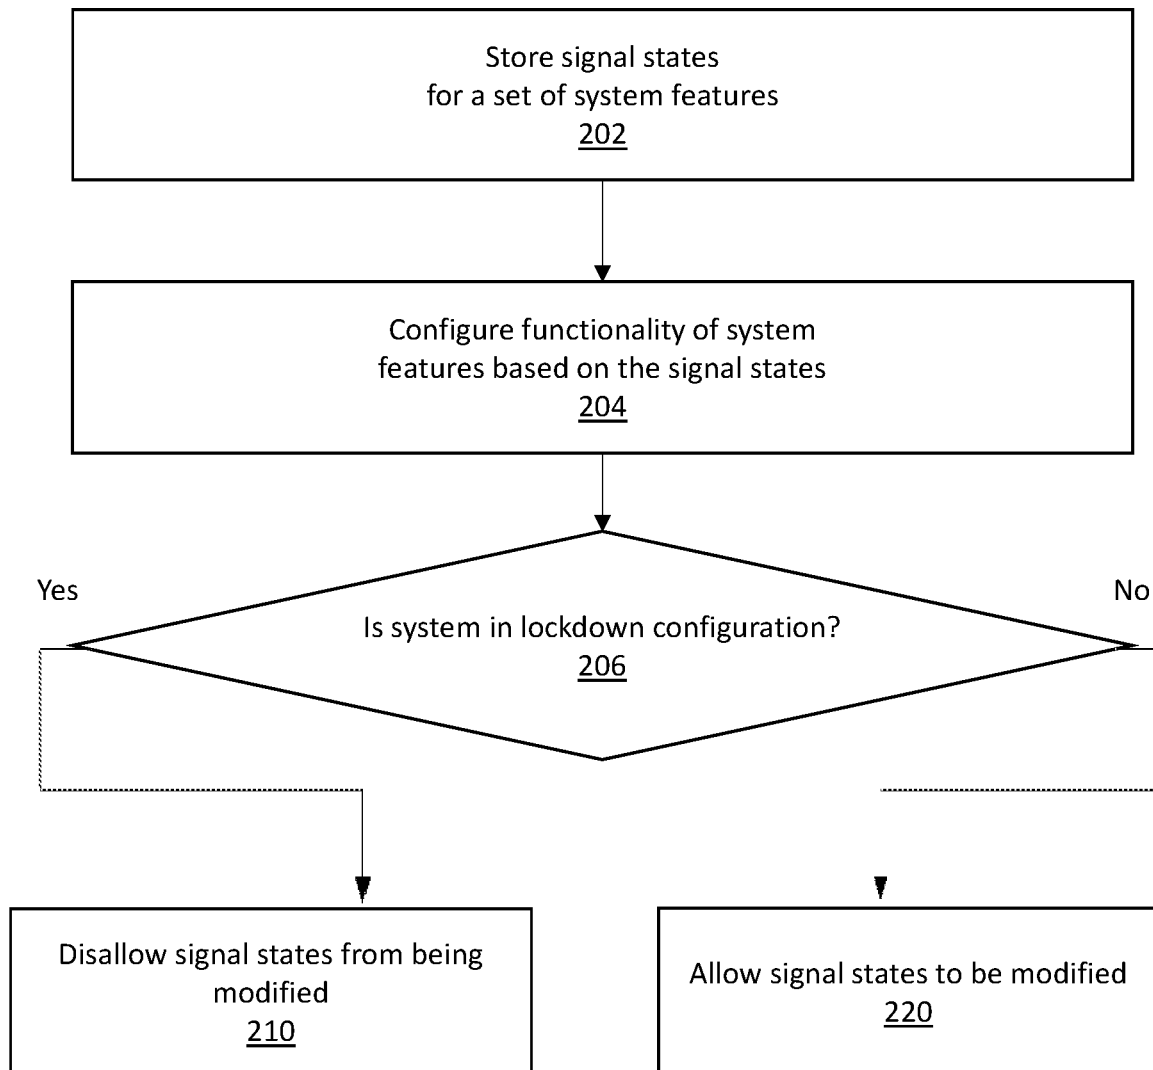 Store signal states
for a set of system features
202
Configure functionality of system
features based on the signal states
204
Yes
No
Is system in lockdown configuration?
206
Disallow signal states from being
modified
210
Allow signal states to be modified
220